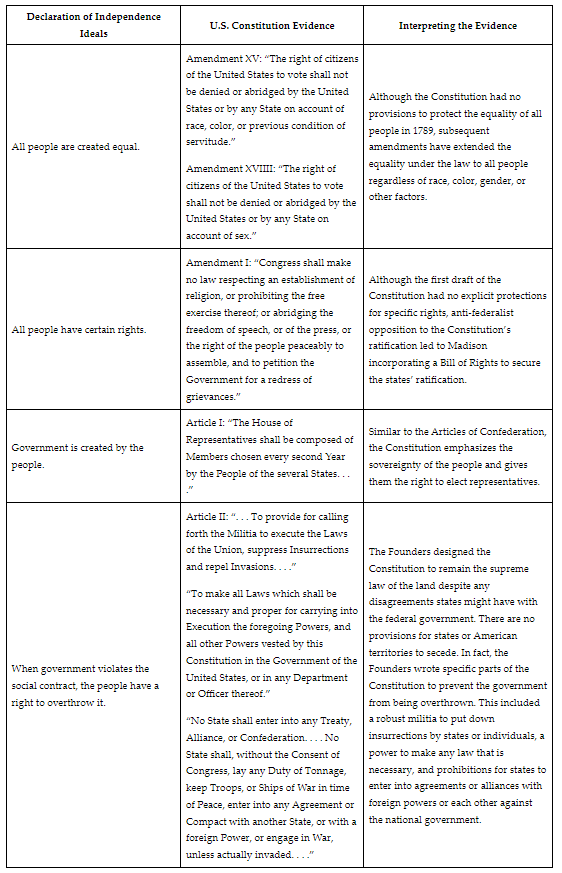 Declaration of Independence
Ideals
U.S. Constitution Evidence
Interpreting the Evidence
All people are created equal.
Amendment XV: “The right of citizens
of the United States to vote shall not
be denied or abridged by the United
States or by any State on account of
race, color, or previous condition of
servitude.”
Amendment XVIIII: “The right of
citizens of the United States to vote
shall not be denied or abridged by the
United States or by any State on
account of sex.”
Although the Constitution had no
provisions to protect the equality of all
people in 1789, subsequent
amendments have extended the
equality under the law to all people
regardless of race, color, gender, or
other factors.
All people have certain rights.
Amendment I: “Congress shall make
no law respecting an establishment of
religion, or prohibiting the free
exercise thereof; or abridging the
freedom of speech, or of the press, or
the right of the people peaceably to
assemble, and to petition the
Government for a redress of
grievances.”
Although the first draft of the
Constitution had no explicit protections
for specific rights, anti-federalist
opposition to the Constitution’s
ratification led to Madison
incorporating a Bill of Rights to secure
the states’ ratification.
Government is created by the
people.
Article I: “The House of
Representatives shall be composed of
Members chosen every second Year
by the People of the several States. . .
.”
Similar to the Articles of Confederation,
the Constitution emphasizes the
sovereignty of the people and gives
them the right to elect representatives.
When government violates the
social contract, the people have a
right to overthrow it.
Article II: “. . . To provide for calling
forth the Militia to execute the Laws
of the Union, suppress Insurrections
and repel Invasions. . . .”
“To make all Laws which shall be
necessary and proper for carrying into
Execution the foregoing Powers, and
all other Powers vested by this
Constitution in the Government of the
United States, or in any Department
or Officer thereof.”
“No State shall enter into any Treaty,
Alliance, or Confederation. . . . No
State shall, without the Consent of
Congress, lay any Duty of Tonnage,
keep Troops, or Ships of War in time
of Peace, enter into any Agreement or
Compact with another State, or with a
foreign Power, or engage in War,
unless actually invaded. . . .”
The Founders designed the
Constitution to remain the supreme
law of the land despite any
disagreements states might have with
the federal government. There are no
provisions for states or American
territories to secede. In fact, the
Founders wrote specific parts of the
Constitution to prevent the government
from being overthrown. This included
a robust militia to put down
insurrections by states or individuals, a
power to make any law that is
necessary, and prohibitions for states to
enter into agreements or alliances with
foreign powers or each other against
the national government.